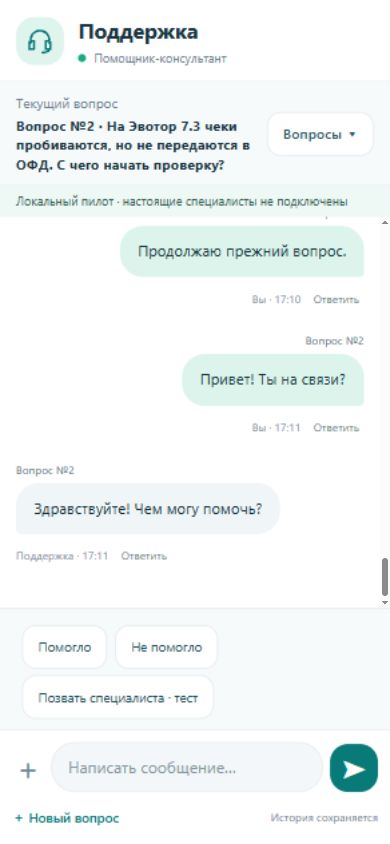 Поддержка
Помощник-консультант
Текущий вопрос
Вопрос №2 · На Эвотор 7.3 чеки
пробиваются, но не передаются в
ОФД. С чего начать проверку?
Вопросы ▾
Локальный пилот · настоящие специалисты не подключены
Продолжаю прежний вопрос.
Вы · 17:10 Ответить
Вопрос №2
Привет! Ты на связи?
Вы · 17:11 Ответить
Вопрос №2
Здравствуйте! Чем могу помочь?
Поддержка · 17:11 Ответить
Помогло
Не помогло
Позвать специалиста · тест
Написать сообщение...
+ Новый вопрос
История сохраняется